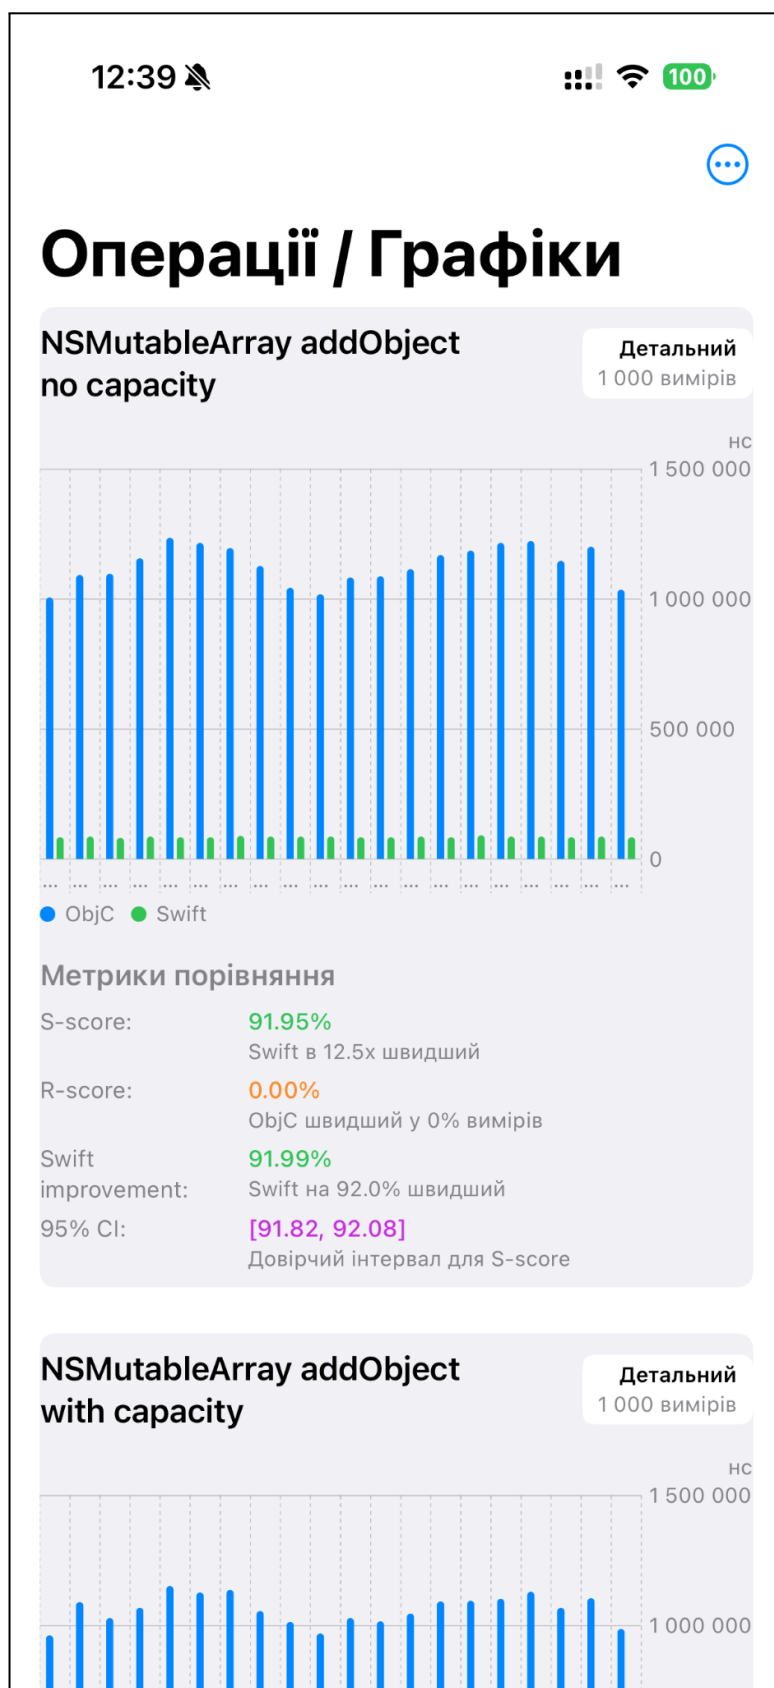 12:39
100
Операції / Графіки
NSMutableArray addObject
no capacity
Детальний
1 000 вимірів
нс
1 500 000
1 000 000
500 000
0
... ... ... ... ... ... ... ... ... ... ... ... ... ... ... ... ... ... ... ...
ObjC Swift
Метрики порівняння
S-score: 91.95%
Swift в 12.5x швидший
R-score: 0.00%
ObjC швидший у 0% вимірів
Swift improvement: 91.99%
Swift на 92.0% швидший
95% CI: [91.82, 92.08]
Довірчий інтервал для S-score
NSMutableArray addObject
with capacity
Детальний
1 000 вимірів
нс
1 500 000
1 000 000